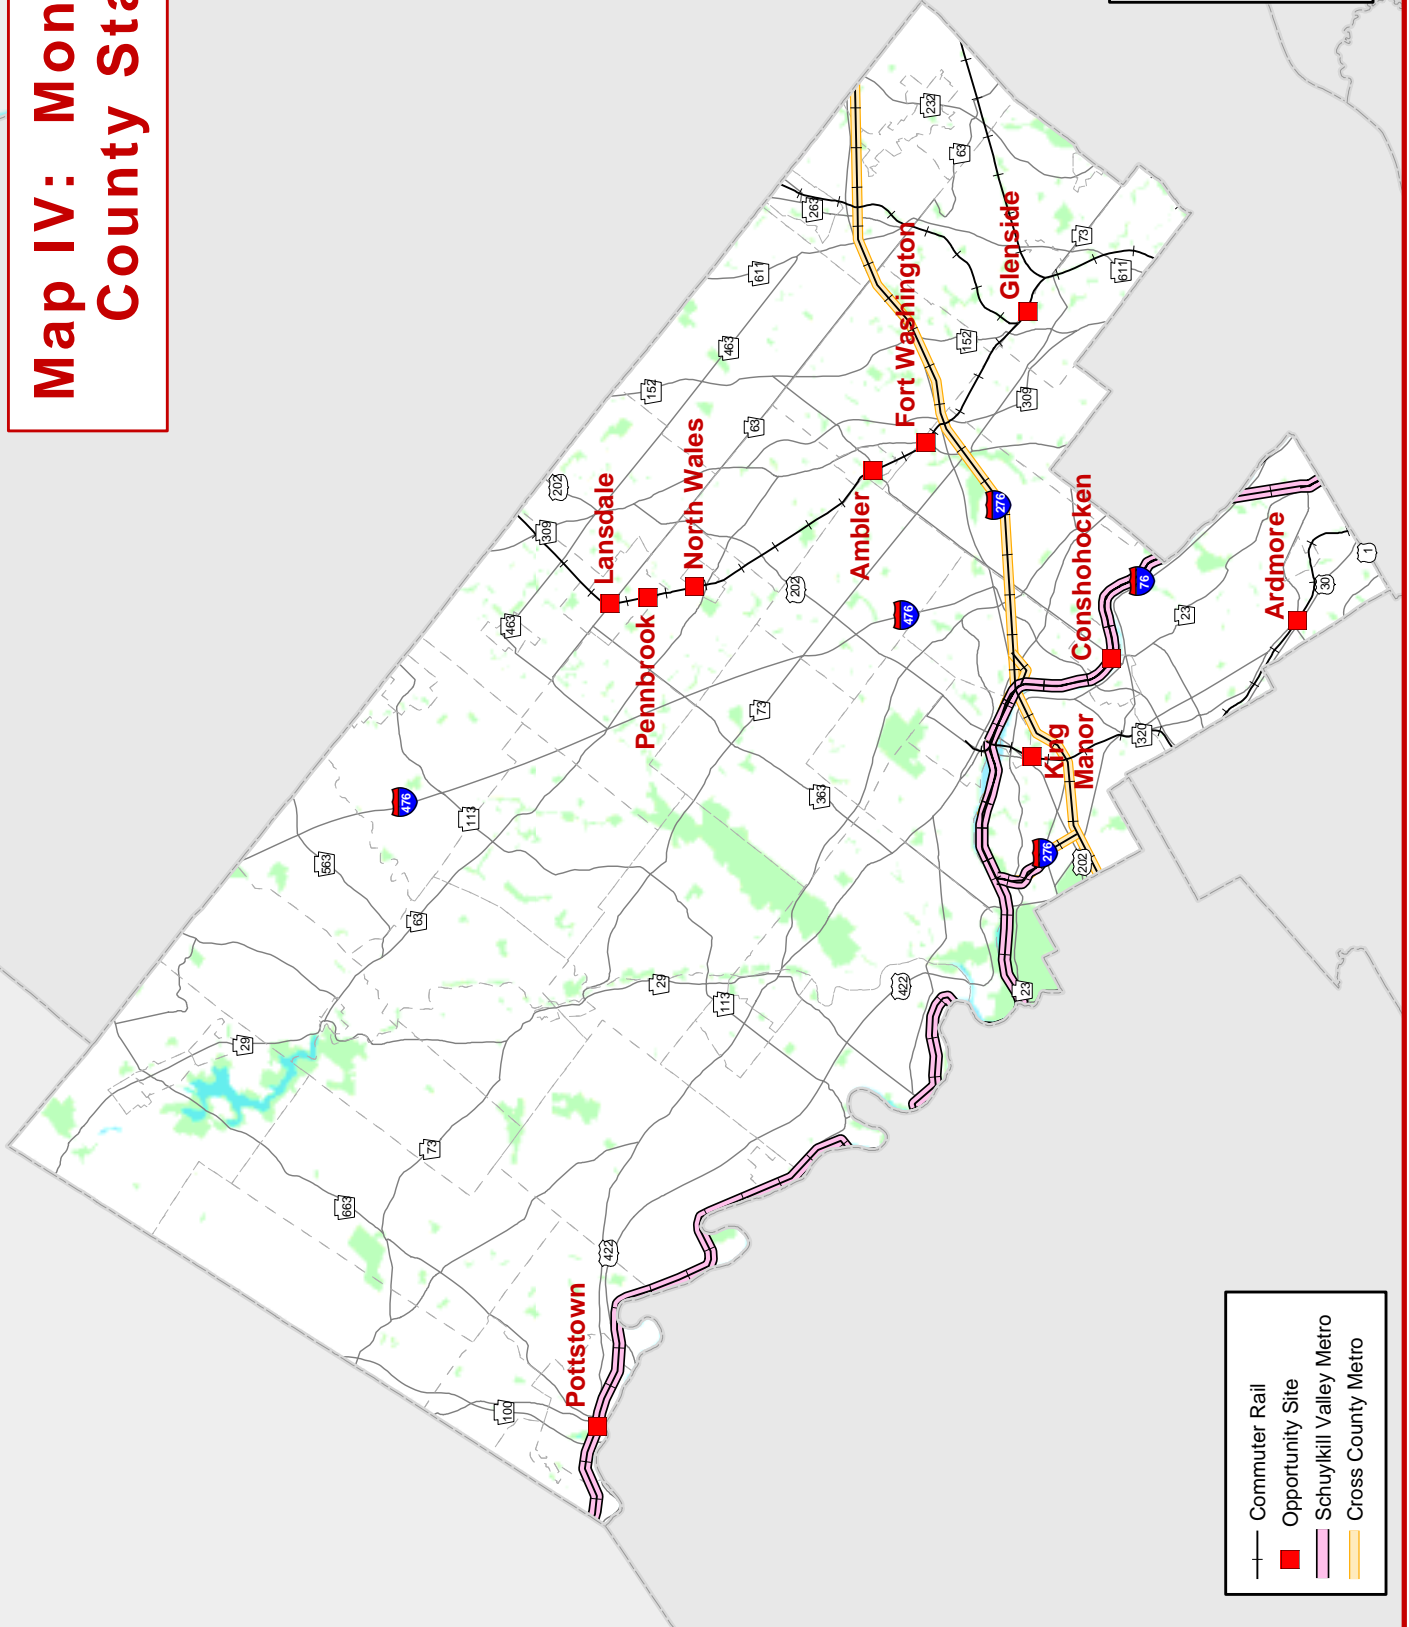 Map IV: Mon
County Sta
232
63
263
73
611
611
Glenside
Fort Washington
463
152
152
309
63
202
309
Lansdale
North Wales
Ambler
276
Conshohocken
Ardmore
1
30
76
23
463
Pennbrook
202
476
73
320
King
Manor
363
476
113
563
276
202
63
29
113
422
23
29
73
663
422
Pottstown
100
Commuter Rail
Opportunity Site
Schuylkill Valley Metro
Cross County Metro